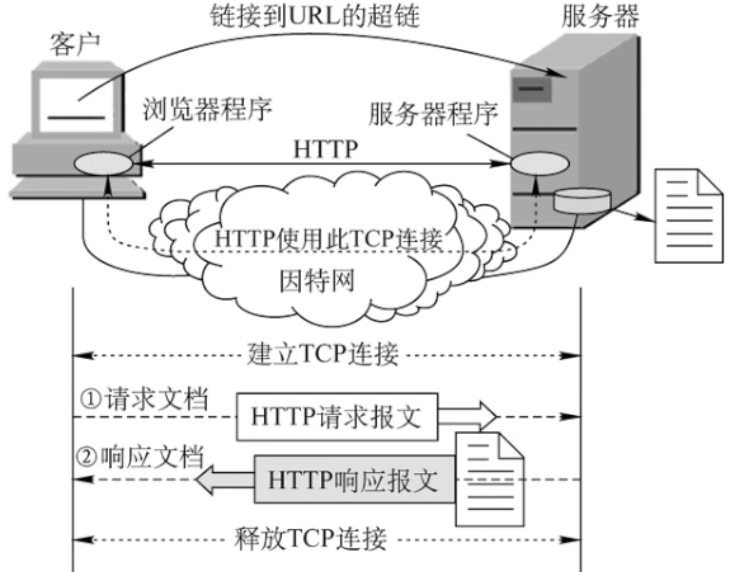 链接到URL的超链
服务器
客户
浏览器程序
服务器程序
HTTP
HTTP使用此TCP连接
因特网
建立TCP连接
①请求文档
HTTP请求报文
②响应文档
HTTP响应报文
释放TCP连接